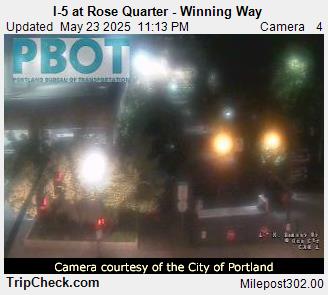 I-5 at Rose Quarter - Winning Way
Updated May 23 2025 11:13 PM Camera 4
PBOT
PORTLAND BUREAU OF TRANSPORTATION
Camera courtesy of the City of Portland
TripCheck.com Milepost302.00